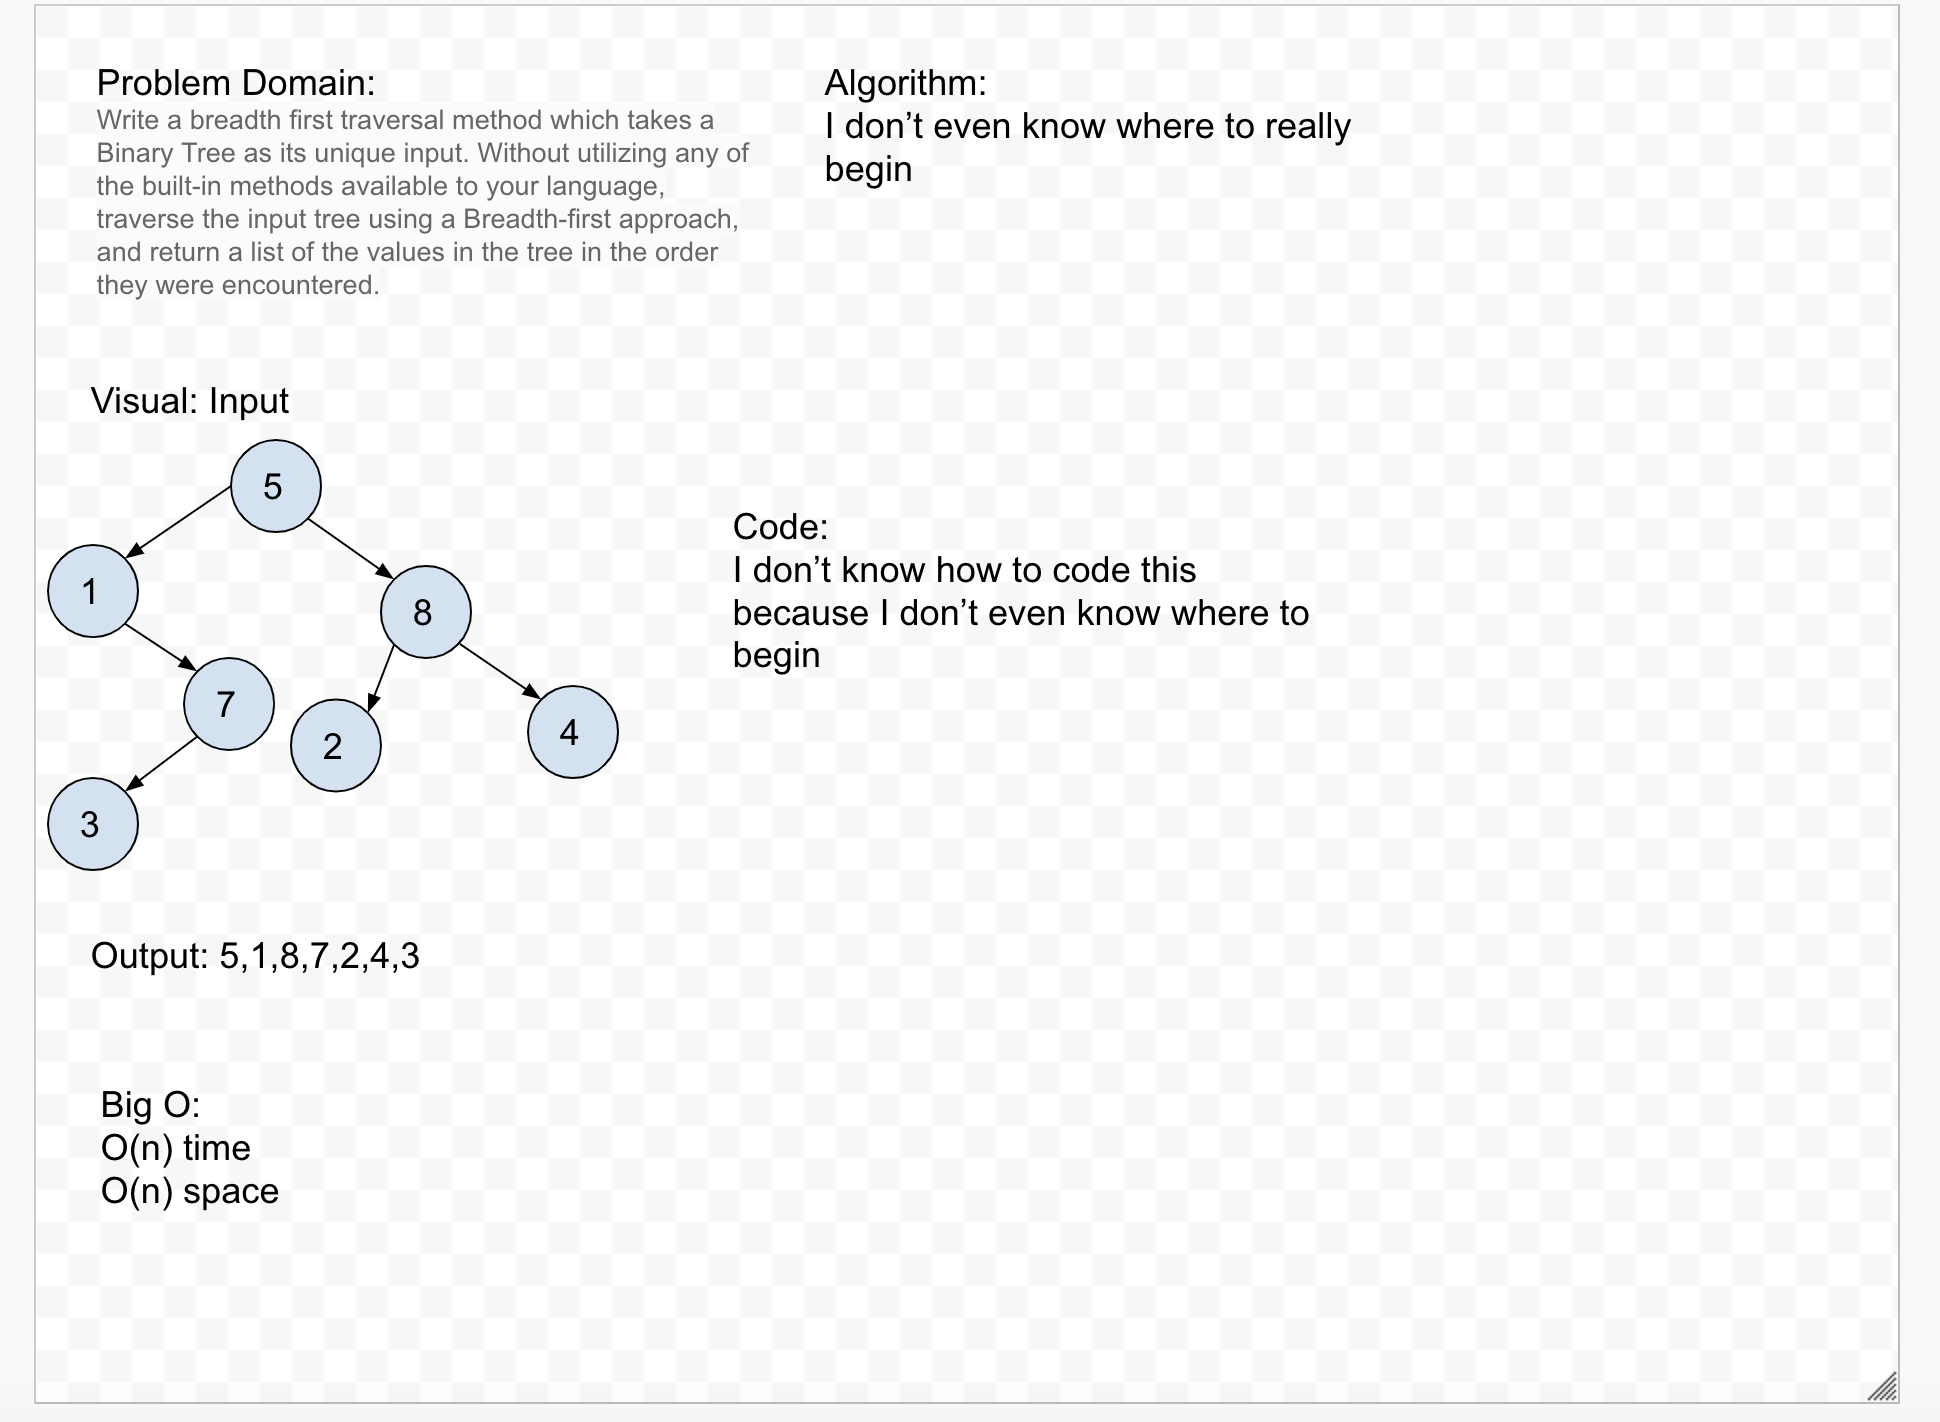 Problem Domain:
Write a breadth first traversal method which takes a
Binary Tree as its unique input. Without utilizing any of
the built-in methods available to your language,
traverse the input tree using a Breadth-first approach,
and return a list of the values in the tree in the order
they were encountered.
Algorithm:
I don’t even know where to really
begin
Visual: Input
5
1
8
7
2
4
3
Code:
I don’t know how to code this
because I don’t even know where to
begin
Output: 5,1,8,7,2,4,3
Big O:
O(n) time
O(n) space